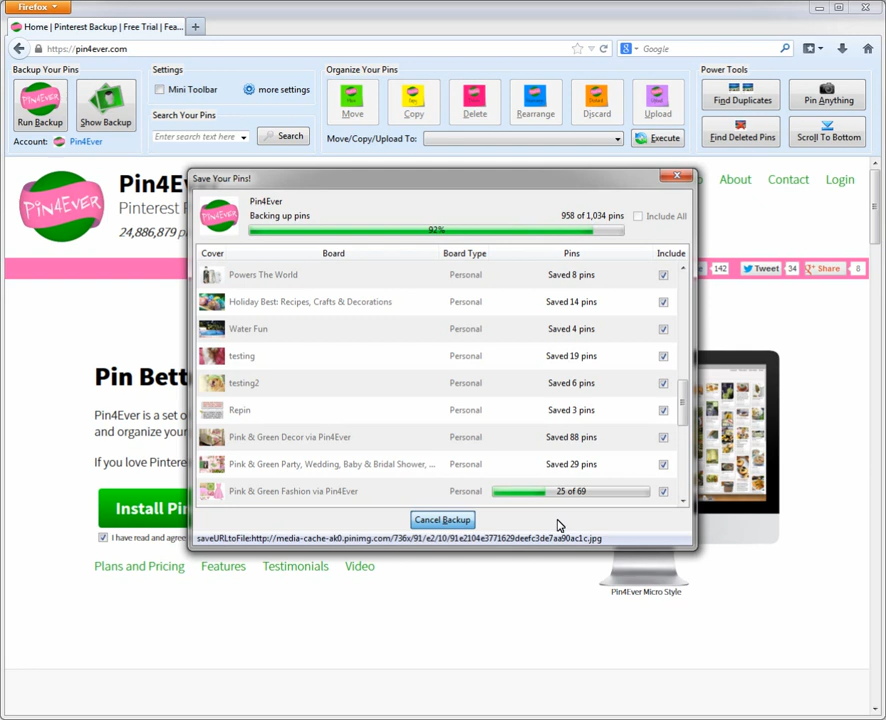 Firefox
Home | Pinterest Backup | Free Trial | Fea...
https://pin4ever.com
Google
Backup Your Pins
Settings
Organize Your Pins
Power Tools
Mini Toolbar
more settings
Run Backup
Show Backup
Search Your Pins
Enter search text here
Search
Move
Copy
Delete
Rearrange
Discard
Upload
Find Duplicates
Pin Anything
Find Deleted Pins
Scroll To Bottom
Account: Pin4Ever
Move/Copy/Upload To:
Execute
PiN4EVER
Pin4E
Pinterest
24,886,879
About
Contact
Login
142
Tweet
34
Share
8
Save Your Pins!
Pin4Ever
Backing up pins
958 of 1,034 pins
Include All
92%
Cover
Board
Board Type
Pins
Include
Powers The World
Personal
Saved 8 pins
Holiday Best: Recipes, Crafts & Decorations
Personal
Saved 14 pins
Water Fun
Personal
Saved 4 pins
testing
Personal
Saved 19 pins
testing2
Personal
Saved 6 pins
Repin
Personal
Saved 3 pins
Pink & Green Decor via Pin4Ever
Personal
Saved 88 pins
Pink & Green Party, Wedding, Baby & Bridal Shower, ...
Personal
Saved 29 pins
Pink & Green Fashion via Pin4Ever
Personal
25 of 69
Cancel Backup
saveURLtoFile:http://media-cache-ak0.pinimg.com/736x/91/e2/10/91e2104e3771629deefc3de7aa90ac1c.jpg
Pin Bett
Pin4Ever is a set o
and organize your
If you love Pintere
Install Pi
I have read and agree
Plans and Pricing
Features
Testimonials
Video
Pin4Ever Micro Style